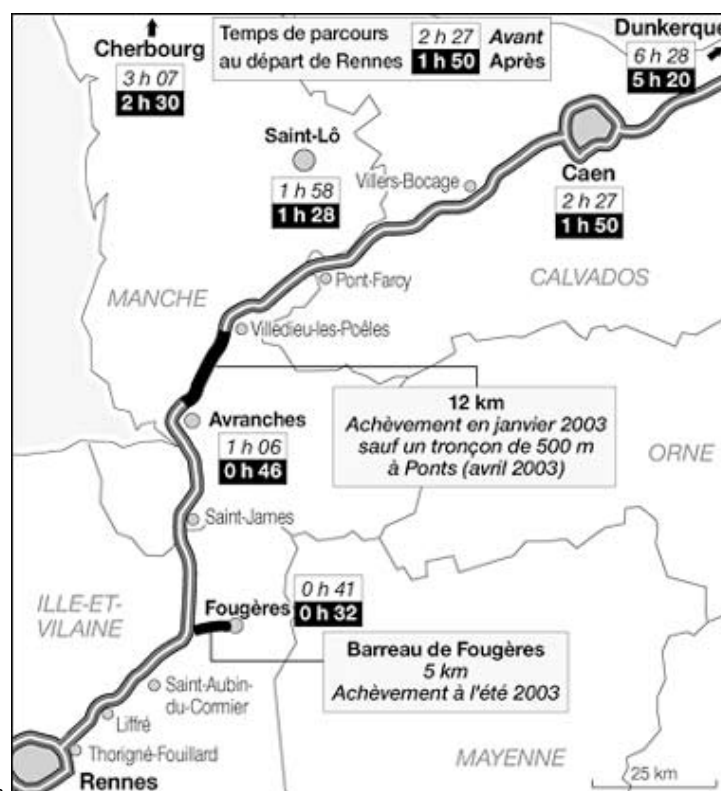 Cherbourg
3 h 07
2 h 30
Temps de parcours
au départ de Rennes
2 h 27 Avant
1 h 50 Après
Dunkerque
6 h 28
5 h 20
Saint-Lô
1 h 58
1 h 28
Villers-Bocage
Caen
2 h 27
1 h 50
Pont-Farcy
MANCHE
CALVADOS
Villedieu-les-Poêles
12 km
Achèvement en janvier 2003
sauf un tronçon de 500 m
à Ponts (avril 2003)
Avranches
1 h 06
0 h 46
ORNE
Saint-James
0 h 41
0 h 32
ILLE-ET-
VILAINE
Fougères
Barreau de Fougères
5 km
Achèvement à l'été 2003
Saint-Aubin-
du-Cormier
Liffré
Thorigné-Fouillard
MAYENNE
Rennes
25 km